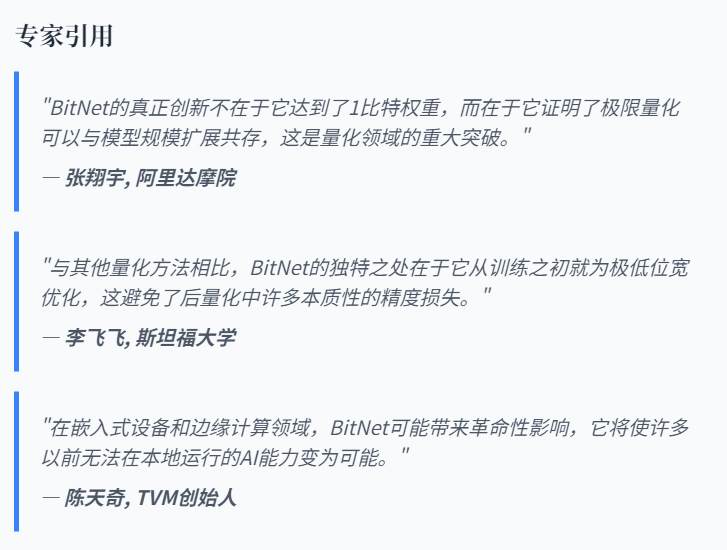 专家引用
"BitNet的真正创新不在于它达到了1比特权重，而在于它证明了极限量化
可以与模型规模扩展共存，这是量化领域的重大突破。"
— 张翔宇, 阿里达摩院
"与其他量化方法相比，BitNet的独特之处在于它从训练之初就为极低位宽
优化，这避免了后量化中许多本质性的精度损失。"
— 李飞飞, 斯坦福大学
"在嵌入式设备和边缘计算领域，BitNet可能带来革命性影响，它将使许多
以前无法在本地运行的AI能力变为可能。"
— 陈天奇, TVM创始人